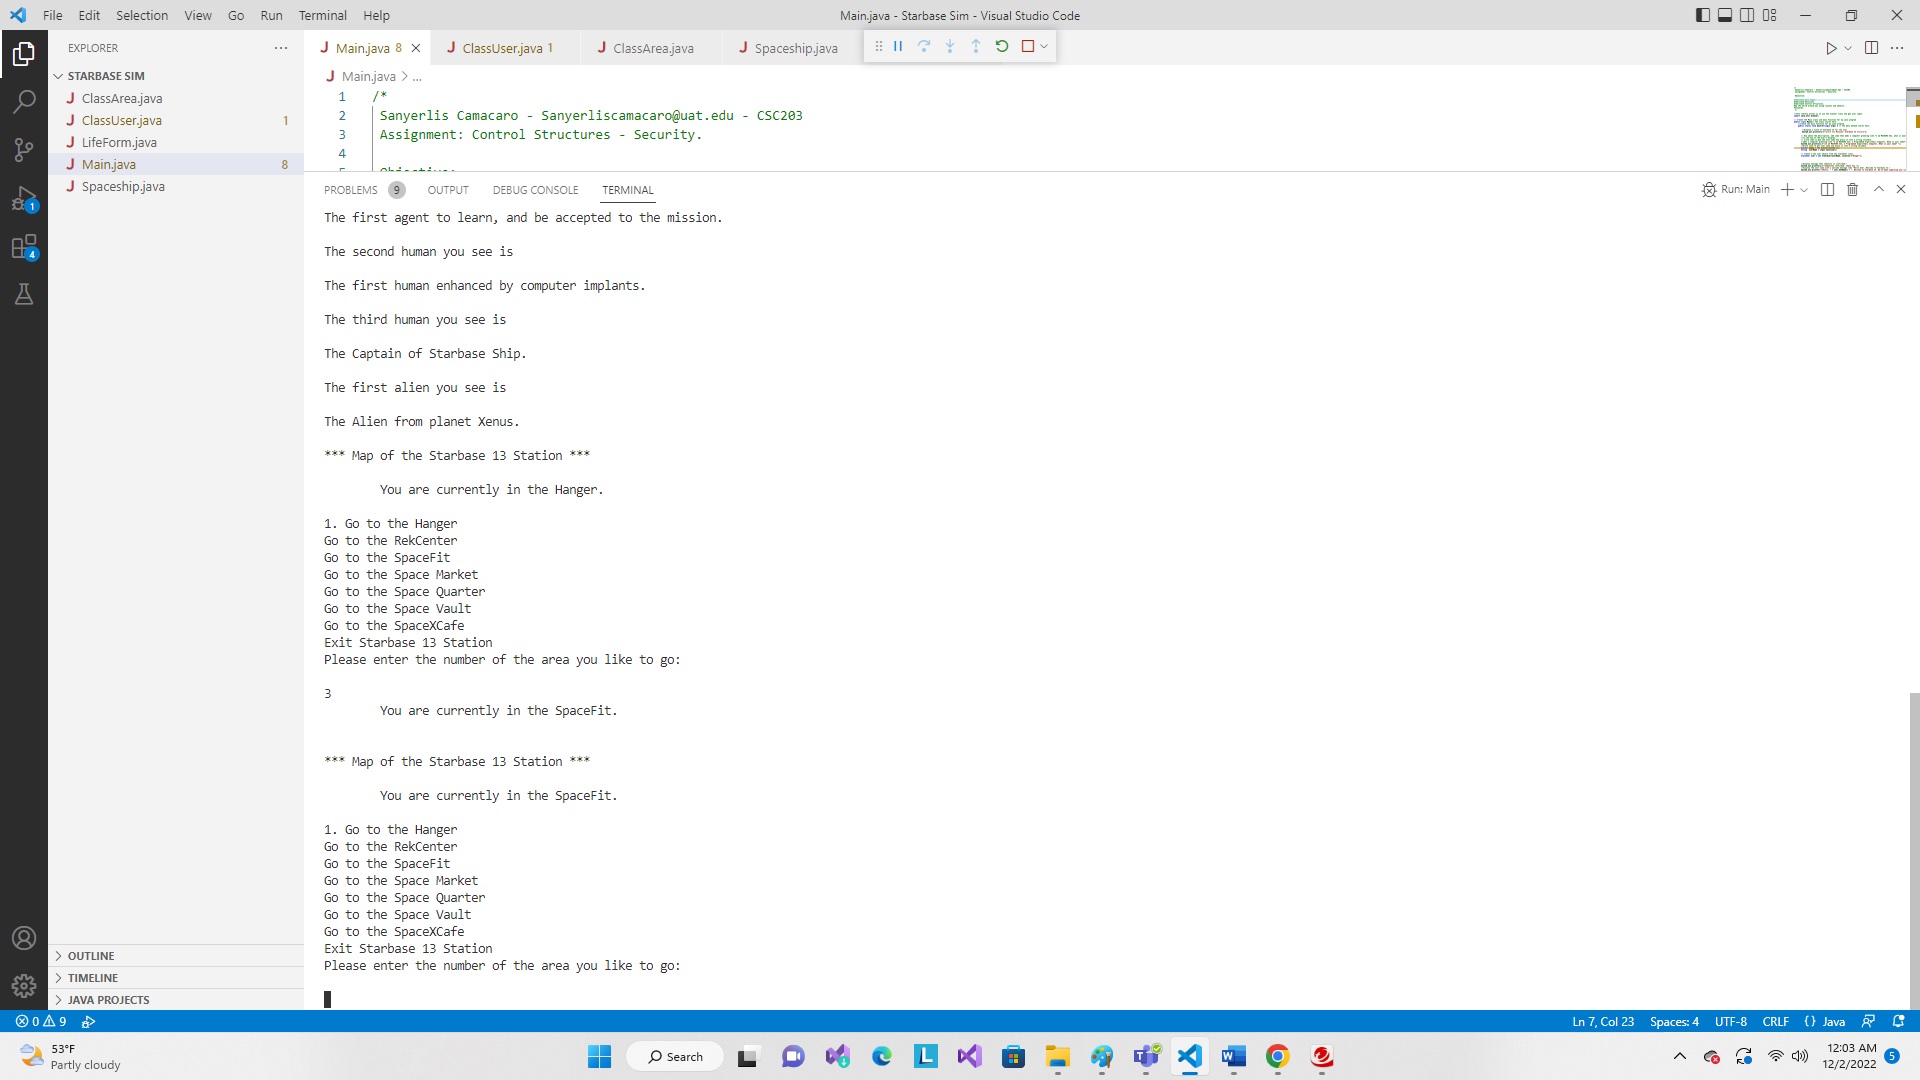 File Edit Selection View Go Run Terminal Help
Main.java - Starbase Sim - Visual Studio Code
EXPLORER
STARBASE SIM
ClassArea.java
ClassUser.java 1
LifeForm.java
Main.java 8
Spaceship.java
OUTLINE
TIMELINE
JAVA PROJECTS
1
4
Main.java 8
ClassUser.java 1
ClassArea.java
Spaceship.java
Main.java > ...
1 /*
2 Sanyerlis Camacaro - Sanyerliscamacaro@uat.edu - CSC203
3 Assignment: Control Structures - Security.
4
5 Objective:
PROBLEMS 9 OUTPUT DEBUG CONSOLE TERMINAL
Run: Main
The first agent to learn, and be accepted to the mission.
The second human you see is
The first human enhanced by computer implants.
The third human you see is
The Captain of Starbase Ship.
The first alien you see is
The Alien from planet Xenus.
*** Map of the Starbase 13 Station ***
You are currently in the Hanger.
1. Go to the Hanger
Go to the RekCenter
Go to the SpaceFit
Go to the Space Market
Go to the Space Quarter
Go to the Space Vault
Go to the SpaceXCafe
Exit Starbase 13 Station
Please enter the number of the area you like to go:
3
You are currently in the SpaceFit.
*** Map of the Starbase 13 Station ***
You are currently in the SpaceFit.
1. Go to the Hanger
Go to the RekCenter
Go to the SpaceFit
Go to the Space Market
Go to the Space Quarter
Go to the Space Vault
Go to the SpaceXCafe
Exit Starbase 13 Station
Please enter the number of the area you like to go:
0 9
Ln 7, Col 23 Spaces: 4 UTF-8 CRLF {} Java
53°F
Partly cloudy
Search
12:03 AM
12/2/2022
5